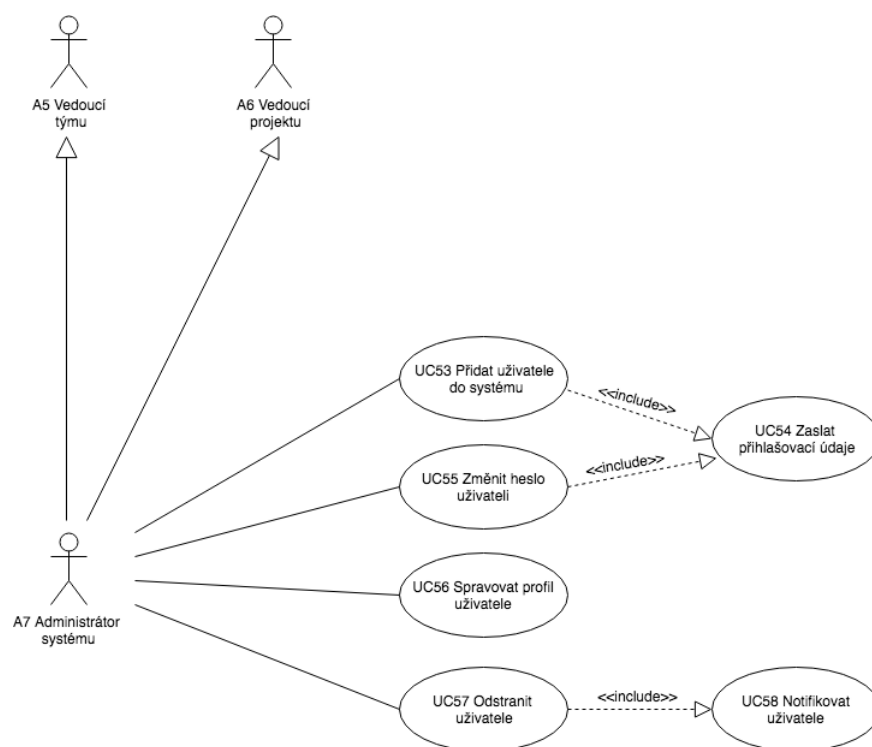 A5 Vedoucí
týmu
A6 Vedoucí
projektu
UC53 Přidat uživatele
do systému
<<include>>
UC54 Zaslat
přihlašovací údaje
UC55 Změnit heslo
uživateli
<<include>>
UC56 Spravovat profil
uživatele
A7 Administrátor
systému
UC57 Odstranit
uživatele
<<include>>
UC58 Notifikovat
uživatele